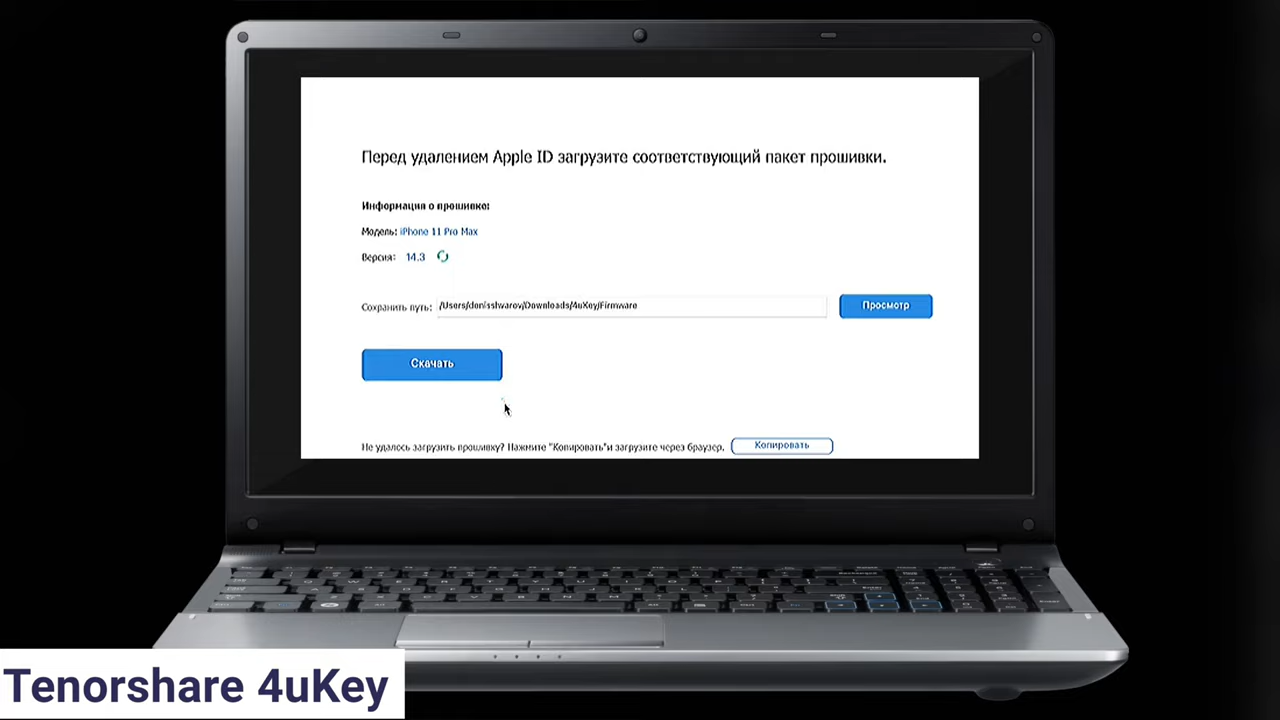 Перед удалением Apple ID загрузите соответствующий пакет прошивки.
Информация о прошивке:
Модель: iPhone 11 Pro Max
Версия: 14.3
Сохранить путь: /Users/denisshvarov/Downloads/4uKey/Firmware Просмотр
Скачать
Не удалось загрузить прошивку? Нажмите "Копировать"и загрузите через браузер. Копировать
Tenorshare 4uKey